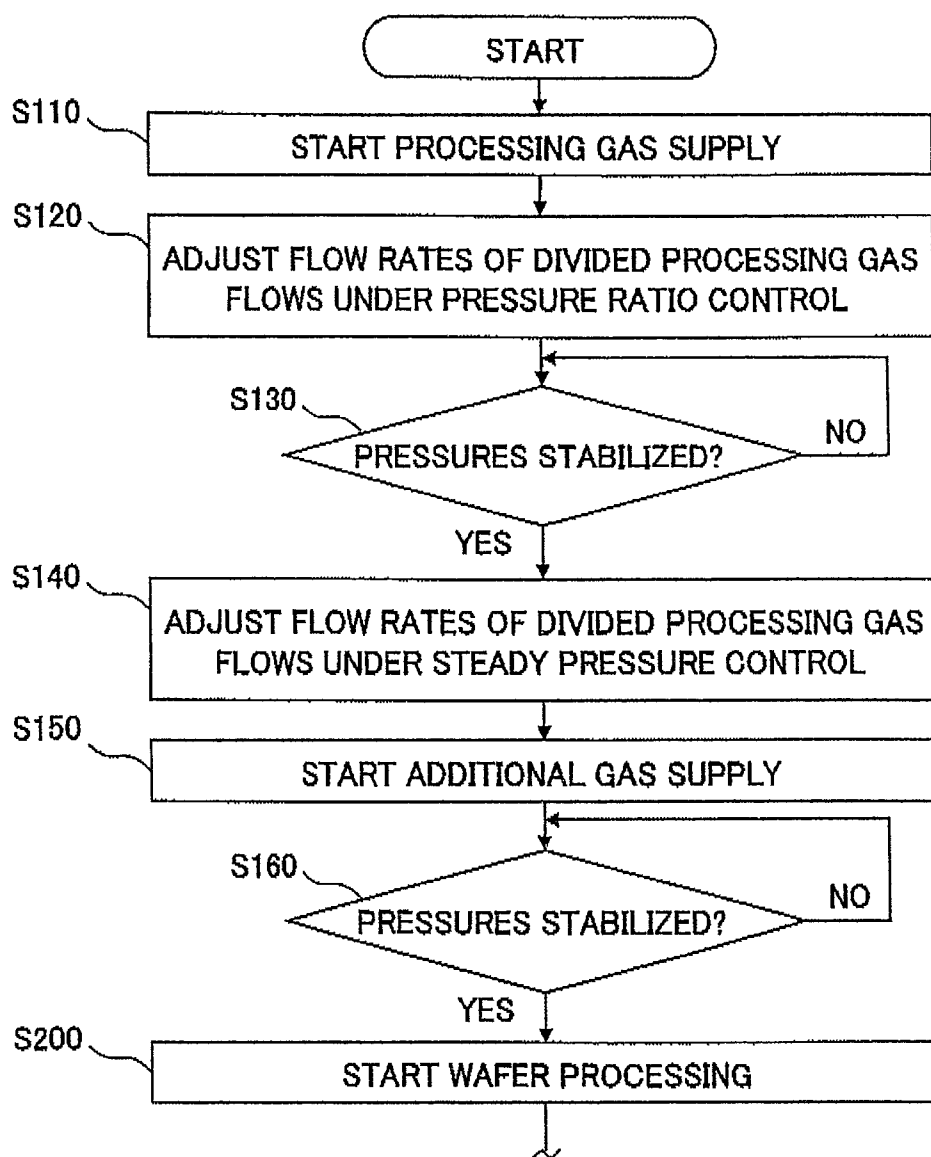 START
S110
START PROCESSING GAS SUPPLY
S120
ADJUST FLOW RATES OF DIVIDED PROCESSING GAS
FLOWS UNDER PRESSURE RATIO CONTROL
S130
PRESSURES STABILIZED?
NO
YES
S140
ADJUST FLOW RATES OF DIVIDED PROCESSING GAS
FLOWS UNDER STEADY PRESSURE CONTROL
S150
START ADDITIONAL GAS SUPPLY
S160
PRESSURES STABILIZED?
NO
YES
S200
START WAFER PROCESSING